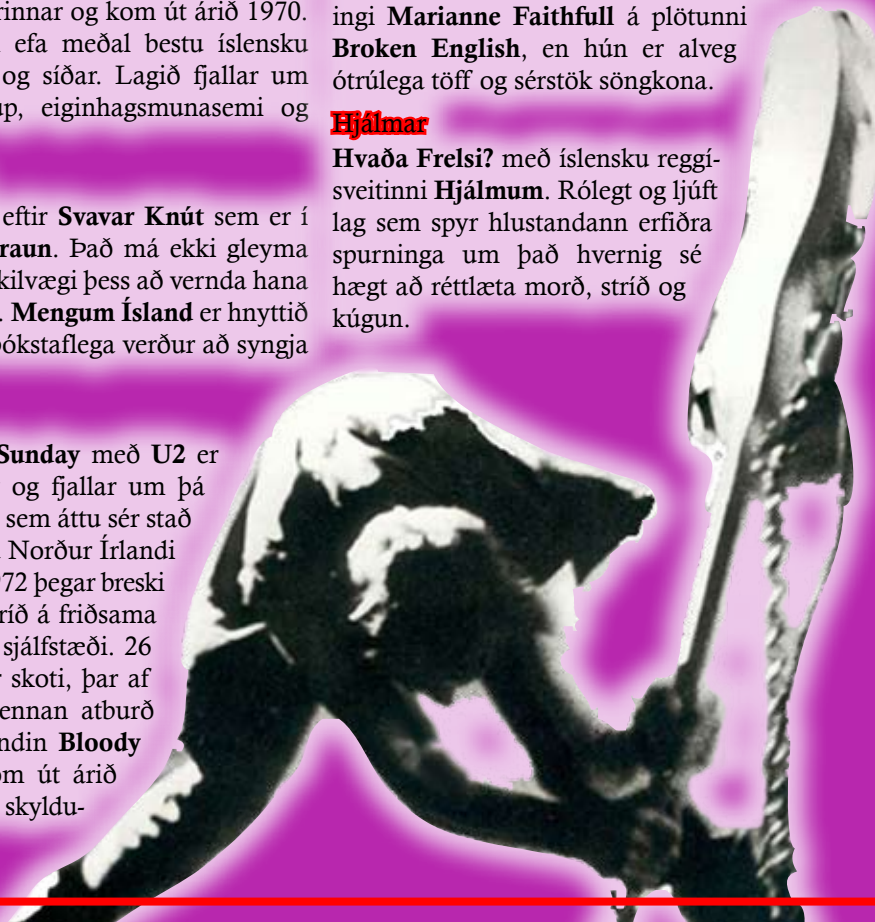 rinnar og kom út árið 1970.
efa meðal bestu íslensku
og síðar. Lagið fjallar um
up, eiginhagsmunasemi og
eftir Svavar Knút sem er í
raun. Það má ekki gleyma
kilvægi þess að vernda hana
. Mengum Ísland er hnyttið
bókstaflega verður að syngja
Sunday með U2 er
og fjallar um þá
sem áttu sér stað
Norður Írlandi
972 þegar breski
ríð á friðsama
sjálfstæði. 26
r skoti, þar af
ennan atburð
ndin Bloody
om út árið
skyldu-
ingi Marianne Faithfull á plötunni
Broken English, en hún er alveg
ótrúlega töff og sérstök söngkona.
Hjálmar
Hvaða Frelsi? með íslensku reggí-
sveitinni Hjálmum. Rólegt og ljúft
lag sem spyr hlustandann erfiðra
spurninga um það hvernig sé
hægt að réttlæta morð, stríð og
kúgun.